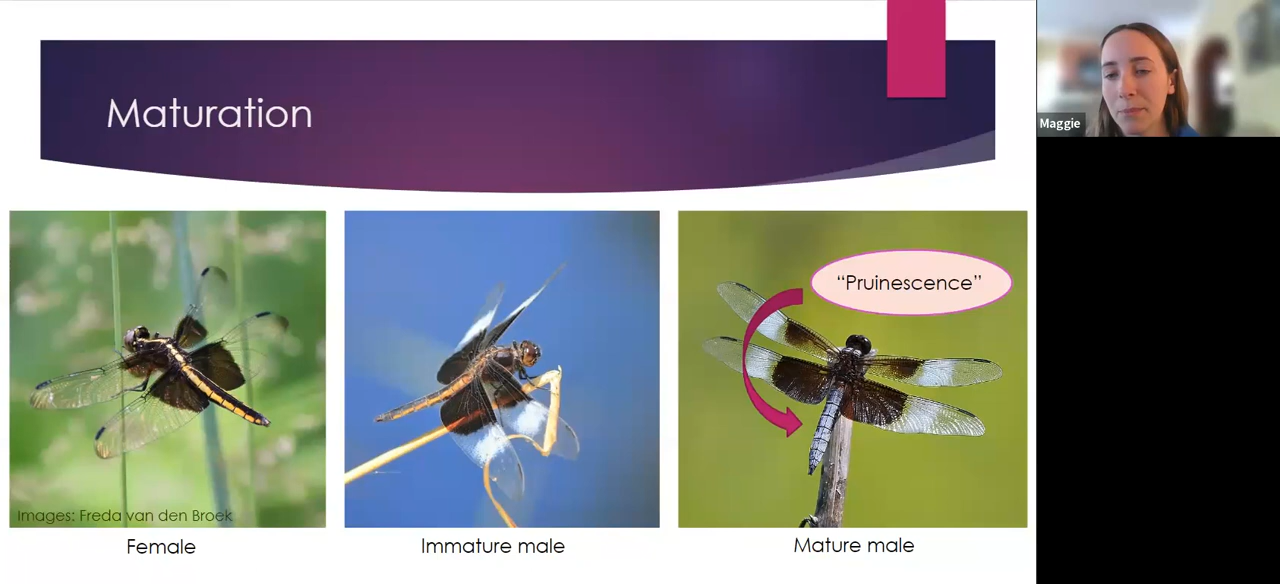 Maturation
Maggie
"Pruinescence"
Images: Freda van den Broek
Female
Immature male
Mature male